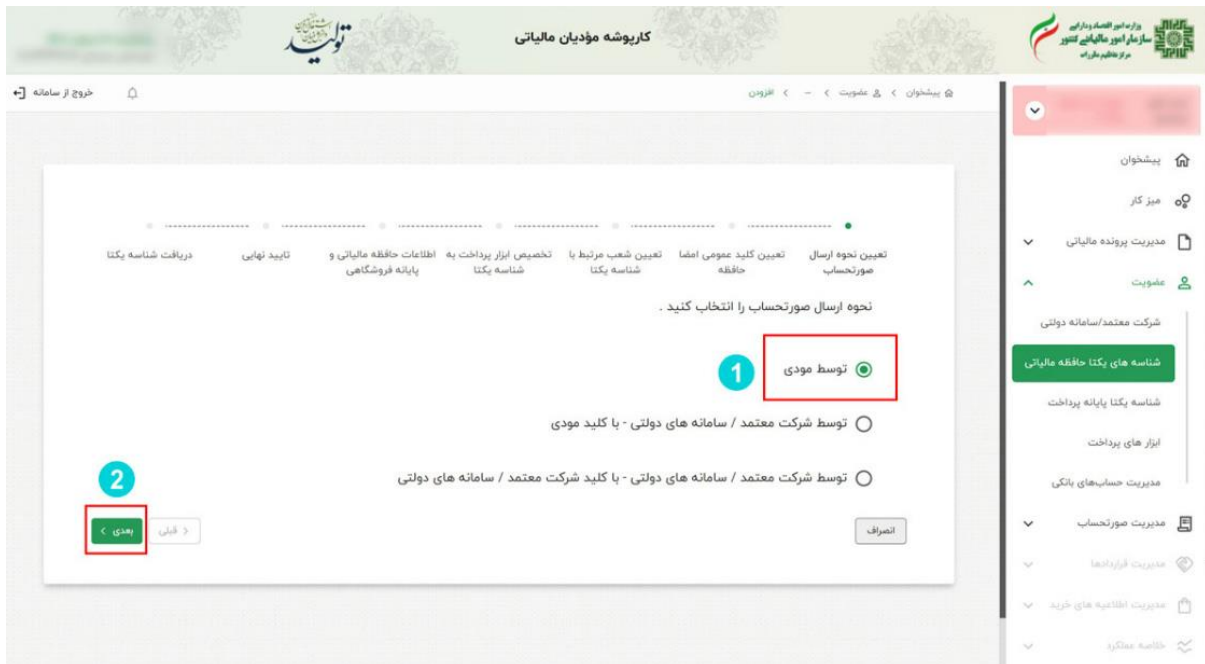 وزارت امور اقتصادی و دارایی
سازمان امور مالیاتی کشور
کارپوشه مؤدیان مالیاتی
تولید
پیشخوان > عضویت > – > افزودن
خروج از سامانه
پیشخوان
میز کار
مدیریت پرونده مالیاتی
عضویت
شرکت معتمد/سامانه دولتی
شناسه های یکتا حافظه مالیاتی
شناسه یکتا پایانه پرداخت
ابزار های پرداخت
مدیریت حساب‌های بانکی
مدیریت صورتحساب
مدیریت قراردادها
مدیریت اطلاعیه های خرید
خلاصه عملکرد
تعیین نحوه ارسال
صورتحساب
تعیین کلید عمومی امضا
حافظه
تعیین شعب مرتبط با
شناسه یکتا
تخصیص ابزار پرداخت به
شناسه یکتا
اطلاعات حافظه مالیاتی و
پایانه فروشگاهی
تایید نهایی
دریافت شناسه یکتا
نحوه ارسال صورتحساب را انتخاب کنید .
توسط مودی
1
توسط شرکت معتمد / سامانه های دولتی - با کلید مودی
توسط شرکت معتمد / سامانه های دولتی - با کلید شرکت معتمد / سامانه های دولتی
2
انصراف
< قبلی
بعدی >